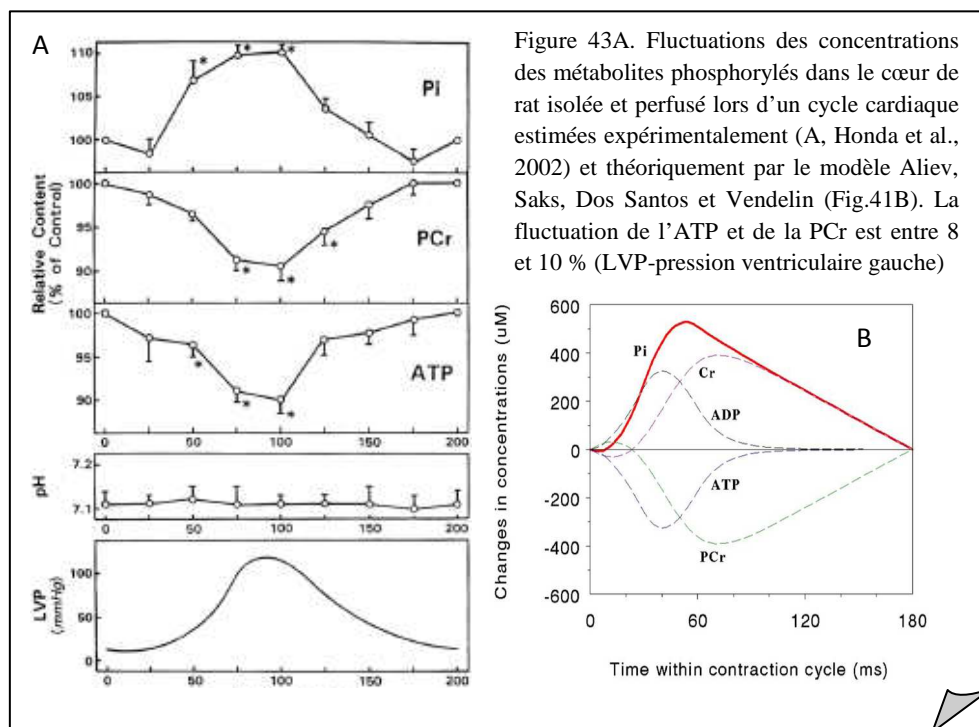 A
Relative Content
(% of Control)
110
100
Pi
100
95
90
PCr
100
95
90
ATP
0
50
100
150
200
7.2
7.1
pH
0
50
100
150
200
100
0
LVP
(mmHg)
0
50
100
150
200
Figure 43A. Fluctuations des concentrations
des métabolites phosphorylés dans le cœur de
rat isolée et perfusé lors d’un cycle cardiaque
estimées expérimentalement (A, Honda et al.,
2002) et théoriquement par le modèle Aliev,
Saks, Dos Santos et Vendelin (Fig.41B). La
fluctuation de l’ATP et de la PCr est entre 8
et 10 % (LVP-pression ventriculaire gauche)
B
Changes in concentrations (uM)
600
400
200
0
-200
-400
-600
Pi
Cr
ADP
ATP
PCr
0
60
120
180
Time within contraction cycle (ms)